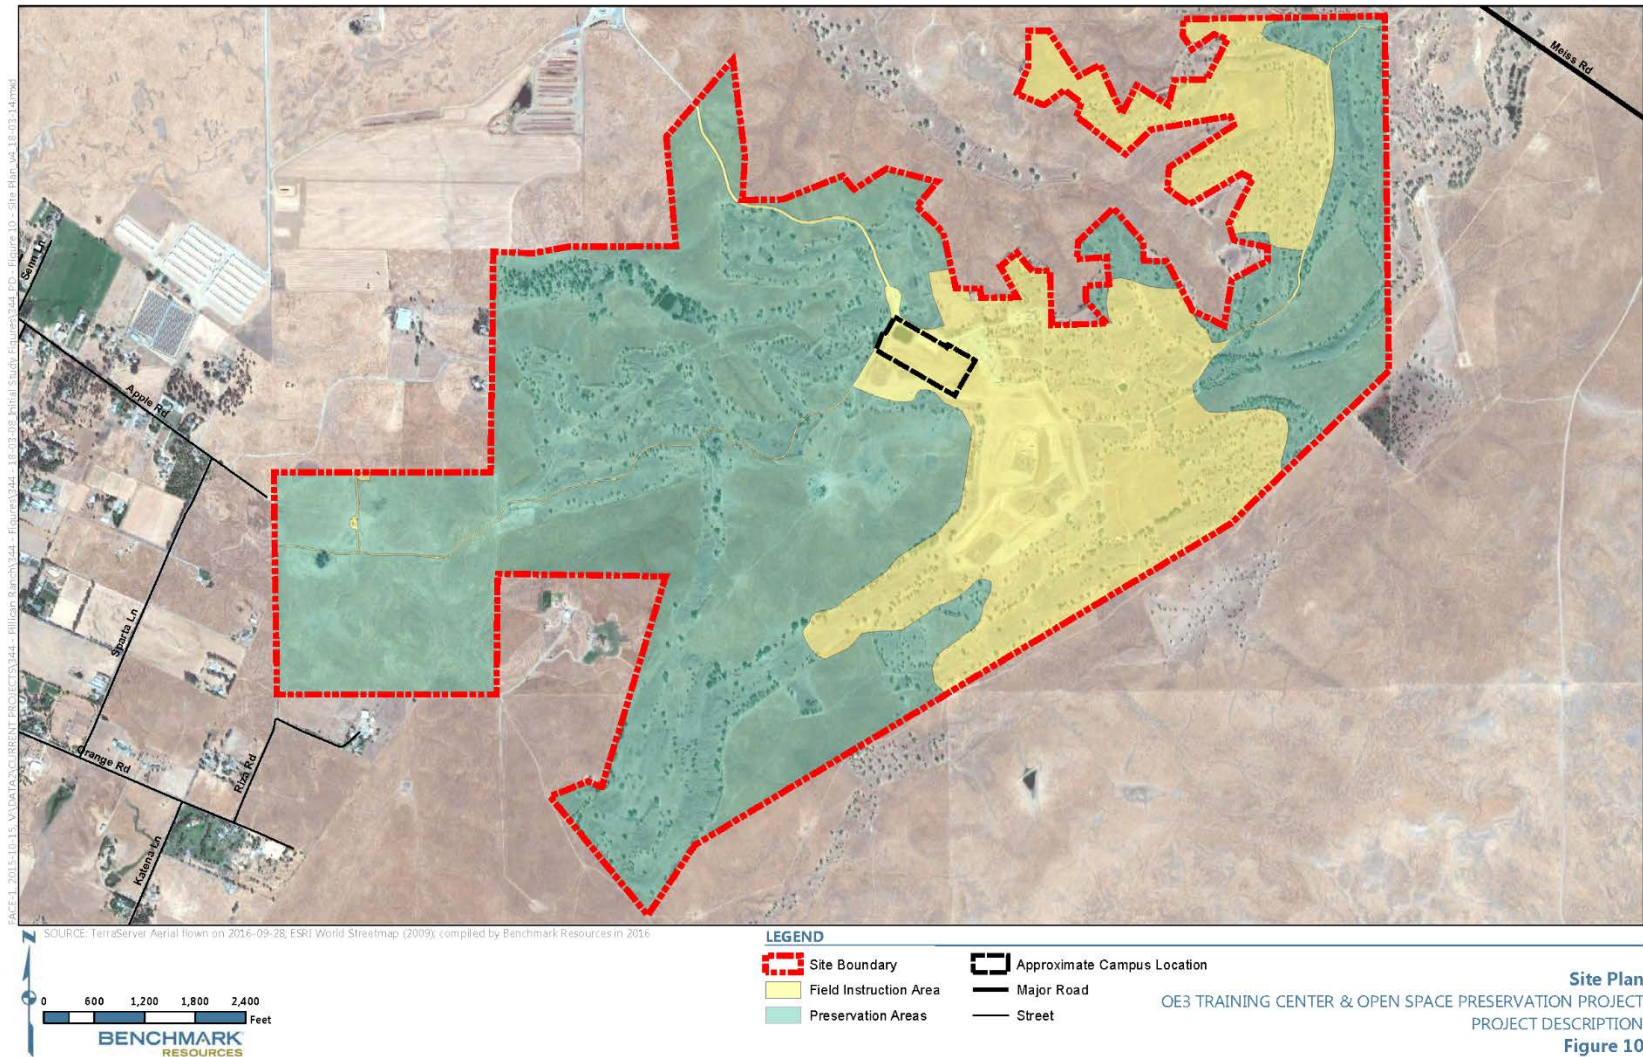 Meiss Rd
Senn Ln
Apple Rd
Sparta Ln
Orange Rd
Riza Rd
Katena Ln
SOURCE: TerraServer Aerial flown on 2016-09-28; ESRI World Streetmap (2009); compiled by Benchmark Resources in 2016
N
0 600 1,200 1,800 2,400
Feet
BENCHMARK
RESOURCES
LEGEND
Site Boundary
Field Instruction Area
Preservation Areas
Approximate Campus Location
Major Road
Street
Site Plan
OE3 TRAINING CENTER & OPEN SPACE PRESERVATION PROJECT
PROJECT DESCRIPTION
Figure 10